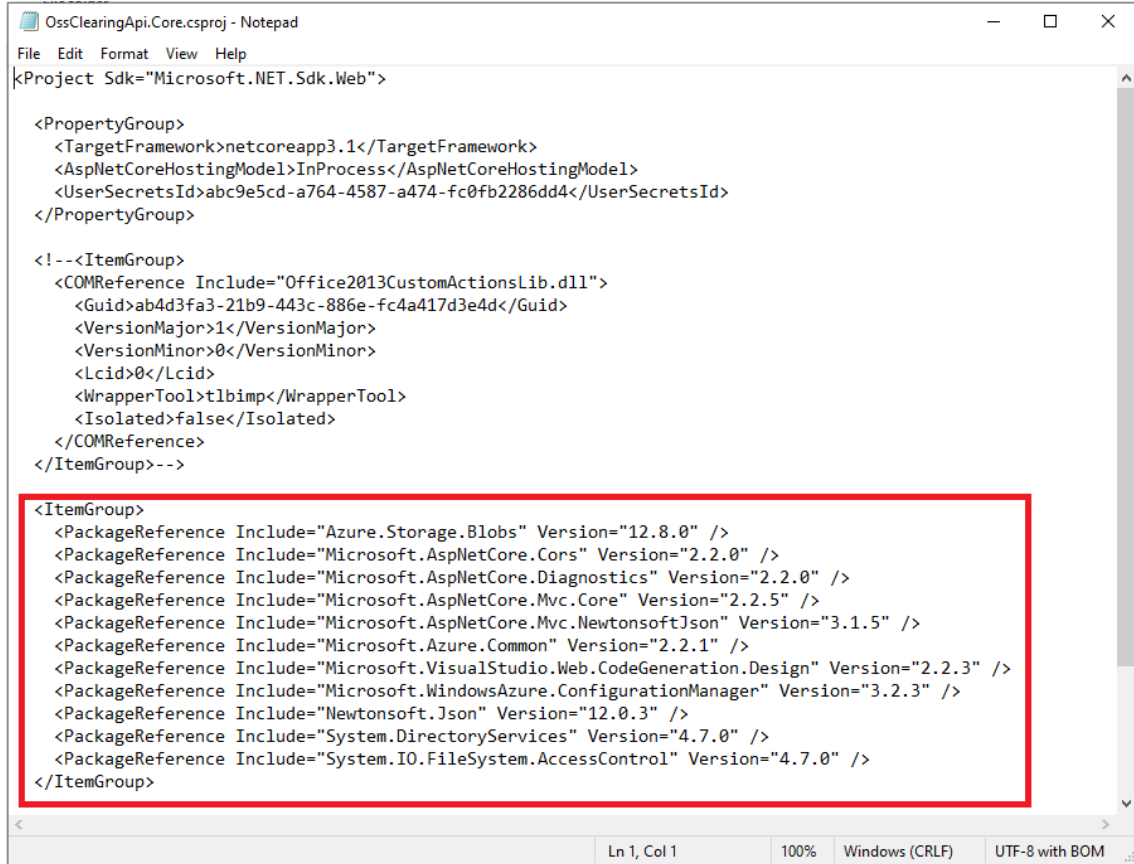 OssClearingApi.Core.csproj - Notepad
File Edit Format View Help
<Project Sdk="Microsoft.NET.Sdk.Web">
<PropertyGroup>
<TargetFramework>netcoreapp3.1</TargetFramework>
<AspNetCoreHostingModel>InProcess</AspNetCoreHostingModel>
<UserSecretsId>abc9e5cd-a764-4587-a474-fc0fb2286dd4</UserSecretsId>
</PropertyGroup>
<!--<ItemGroup>
<COMReference Include="Office2013CustomActionsLib.dll">
<Guid>ab4d3fa3-21b9-443c-886e-fc4a417d3e4d</Guid>
<VersionMajor>1</VersionMajor>
<VersionMinor>0</VersionMinor>
<Lcid>0</Lcid>
<WrapperTool>tlbimp</WrapperTool>
<Isolated>false</Isolated>
</COMReference>
</ItemGroup>-->
<ItemGroup>
<PackageReference Include="Azure.Storage.Blobs" Version="12.8.0" />
<PackageReference Include="Microsoft.AspNetCore.Cors" Version="2.2.0" />
<PackageReference Include="Microsoft.AspNetCore.Diagnostics" Version="2.2.0" />
<PackageReference Include="Microsoft.AspNetCore.Mvc.Core" Version="2.2.5" />
<PackageReference Include="Microsoft.AspNetCore.Mvc.NewtonsoftJson" Version="3.1.5" />
<PackageReference Include="Microsoft.Azure.Common" Version="2.2.1" />
<PackageReference Include="Microsoft.VisualStudio.Web.CodeGeneration.Design" Version="2.2.3" />
<PackageReference Include="Microsoft.WindowsAzure.ConfigurationManager" Version="3.2.3" />
<PackageReference Include="Newtonsoft.Json" Version="12.0.3" />
<PackageReference Include="System.DirectoryServices" Version="4.7.0" />
<PackageReference Include="System.IO.FileSystem.AccessControl" Version="4.7.0" />
</ItemGroup>
Ln 1, Col 1 100% Windows (CRLF) UTF-8 with BOM